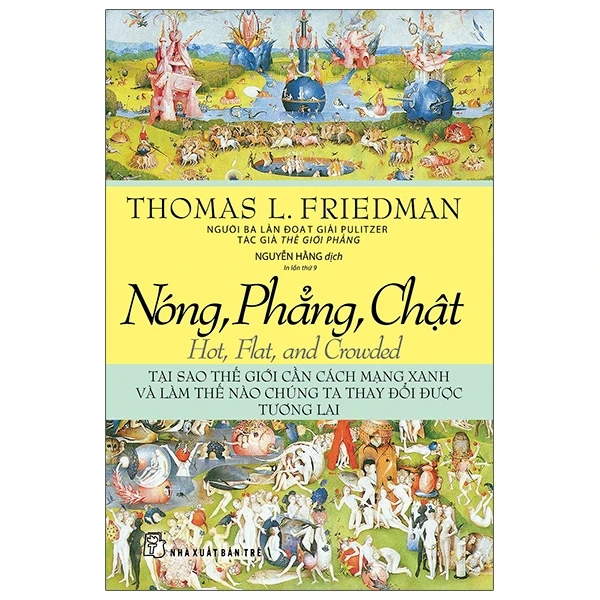 THOMAS L. FRIEDMAN
NGƯỜI BA LẦN ĐOẠT GIẢI PULITZER
TÁC GIẢ THẾ GIỚI PHẲNG
NGUYỄN HẰNG dịch
In lần thứ 9
Nóng, Phẳng, Chật
Hot, Flat, and Crowded
TẠI SAO THẾ GIỚI CẦN CÁCH MẠNG XANH
VÀ LÀM THẾ NÀO CHÚNG TA THAY ĐỔI ĐƯỢC
TƯƠNG LAI
NHÀ XUẤT BẢN TRẺ